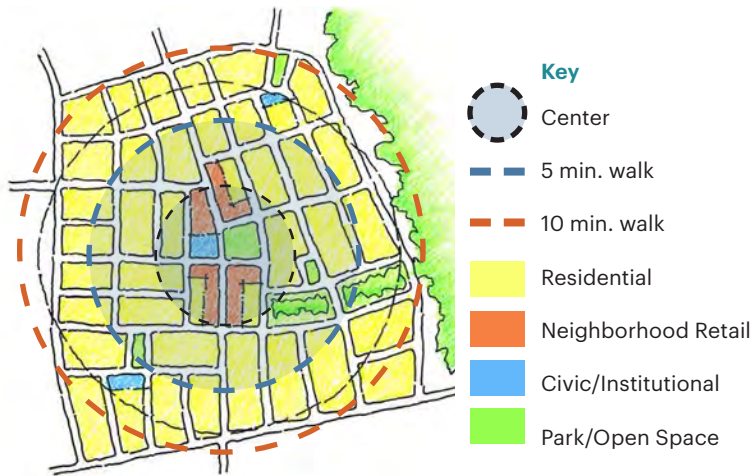 Key
Center
5 min. walk
10 min. walk
Residential
Neighborhood Retail
Civic/Institutional
Park/Open Space